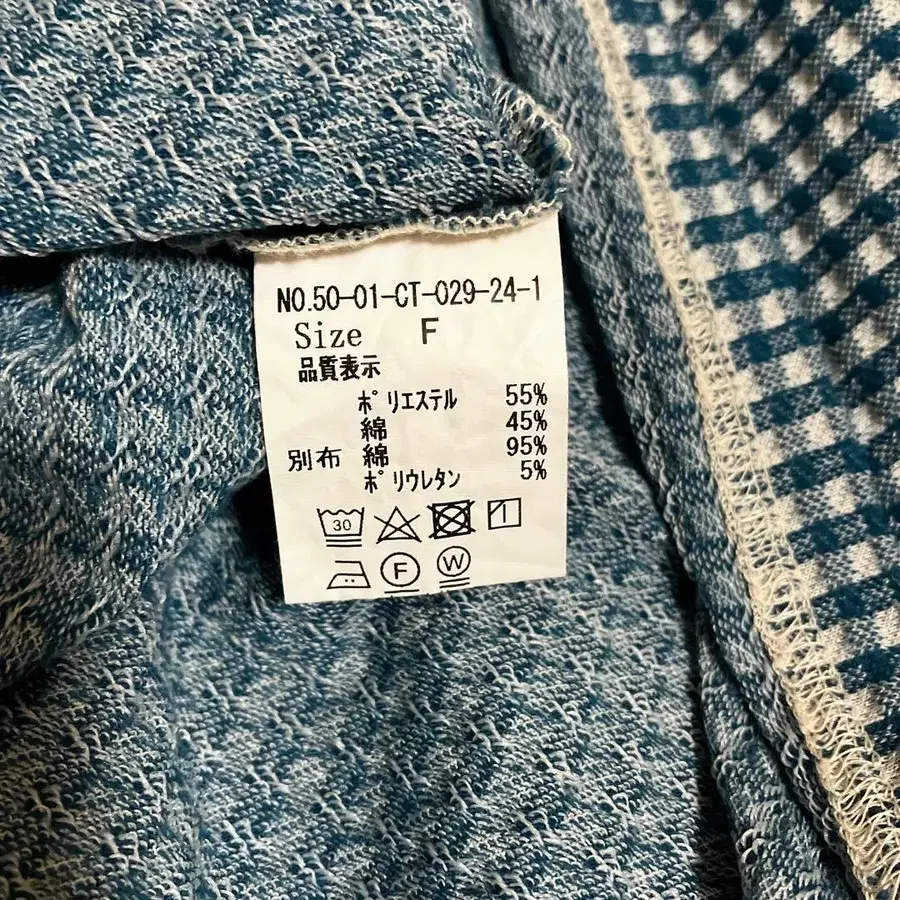 NO.50-01-CT-029-24-1
Size F
品質表示
ポリエステル 55%
綿 45%
別布 綿 95%
ポリウレタン 5%
30
F W